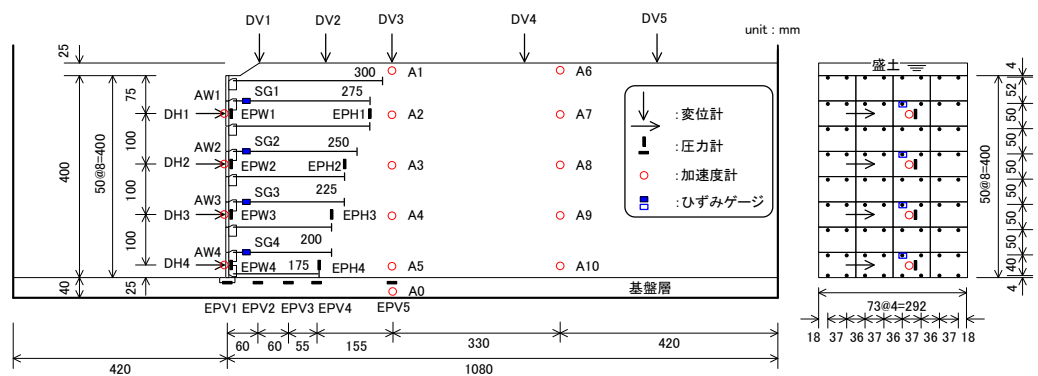 DV1 DV2 DV3 DV4 DV5
unit : mm
25
盛土
4
300
A1
A6
75
AW1
SG1
275
52
DH1
EPW1
EPH1
A2
A7
:変位計
50
100
AW2
SG2
250
:圧力計
50
DH2
EPW2
EPH2
A3
A8
:加速度計
50
400
50@8=400
100
AW3
SG3
225
:ひずみゲージ
50
50@8=400
DH3
EPW3
EPH3
A4
A9
50
100
AW4
SG4
200
50
DH4
EPW4
175
EPH4
A5
A10
40
40
25
A0
基盤層
4
EPV1 EPV2 EPV3 EPV4 EPV5
73@4=292
60 60 55 155 330 420
18 37 36 37 36 37 36 37 18
420
1080